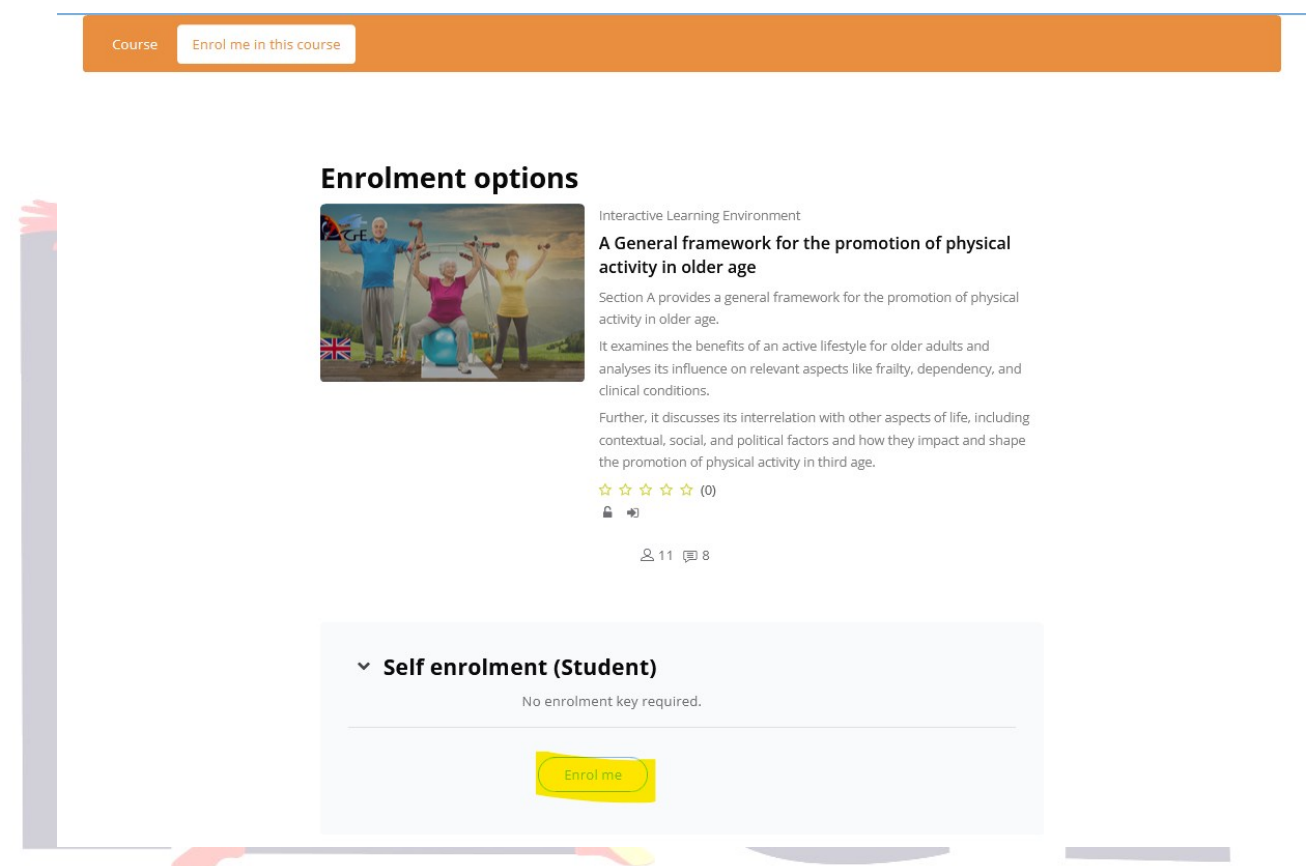 Course Enrol me in this course
Enrolment options
Interactive Learning Environment
A General framework for the promotion of physical
activity in older age
Section A provides a general framework for the promotion of physical
activity in older age.
It examines the benefits of an active lifestyle for older adults and
analyses its influence on relevant aspects like frailty, dependency, and
clinical conditions.
Further, it discusses its interrelation with other aspects of life, including
contextual, social, and political factors and how they impact and shape
the promotion of physical activity in third age.
(0)
11 8
Self enrolment (Student)
No enrolment key required.
Enrol me